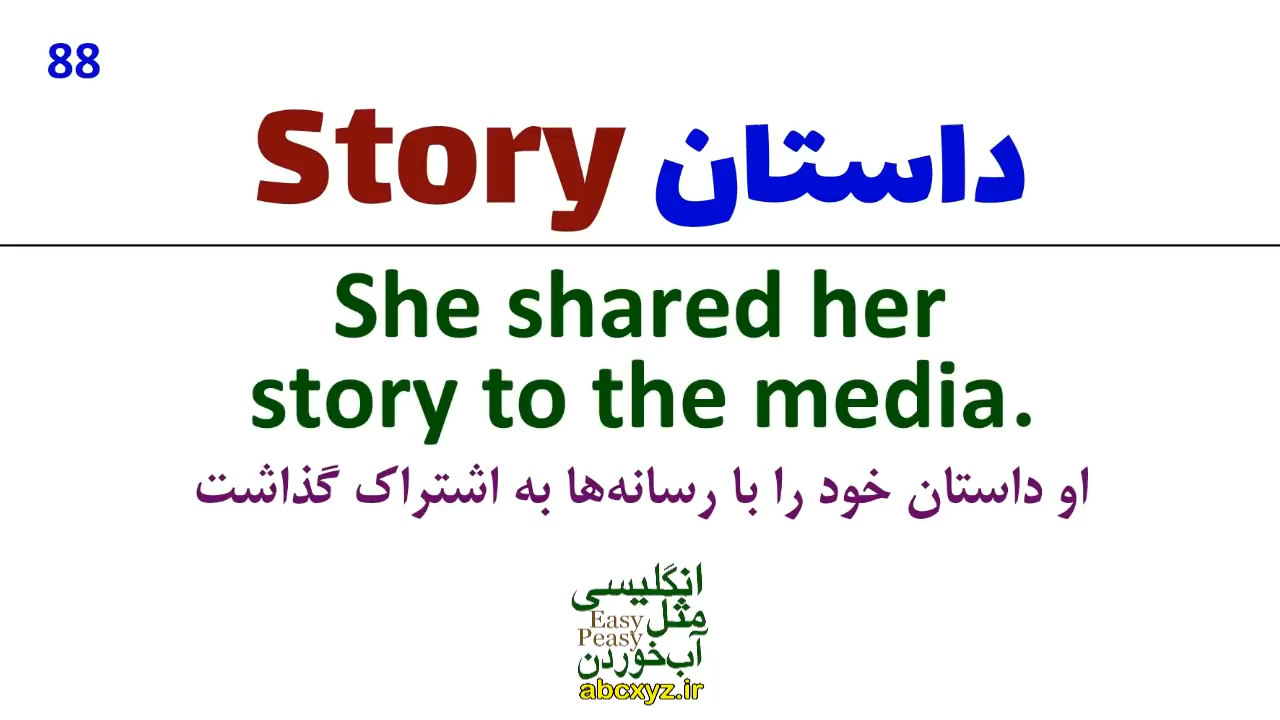 88
Story داستان
She shared her
story to the media.
او داستان خود را با رسانه‌ها به اشتراک گذاشت
انگلیسی
مثل
Easy
Peasy
آب‌خوردن
abcxyz.ir